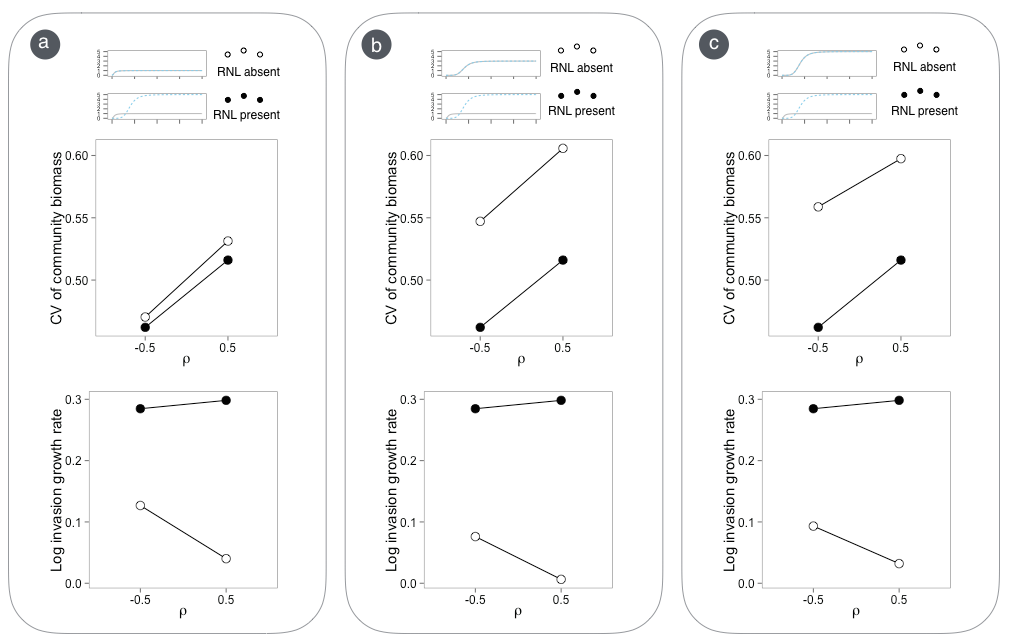 a
RNL absent
RNL present
CV of community biomass
0.60
0.55
0.50
-0.5 0.5
ρ
Log invasion growth rate
0.3
0.2
0.1
0.0
-0.5 0.5
ρ
b
RNL absent
RNL present
CV of community biomass
0.60
0.55
0.50
-0.5 0.5
ρ
Log invasion growth rate
0.3
0.2
0.1
0.0
-0.5 0.5
ρ
c
RNL absent
RNL present
CV of community biomass
0.60
0.55
0.50
-0.5 0.5
ρ
Log invasion growth rate
0.3
0.2
0.1
0.0
-0.5 0.5
ρ